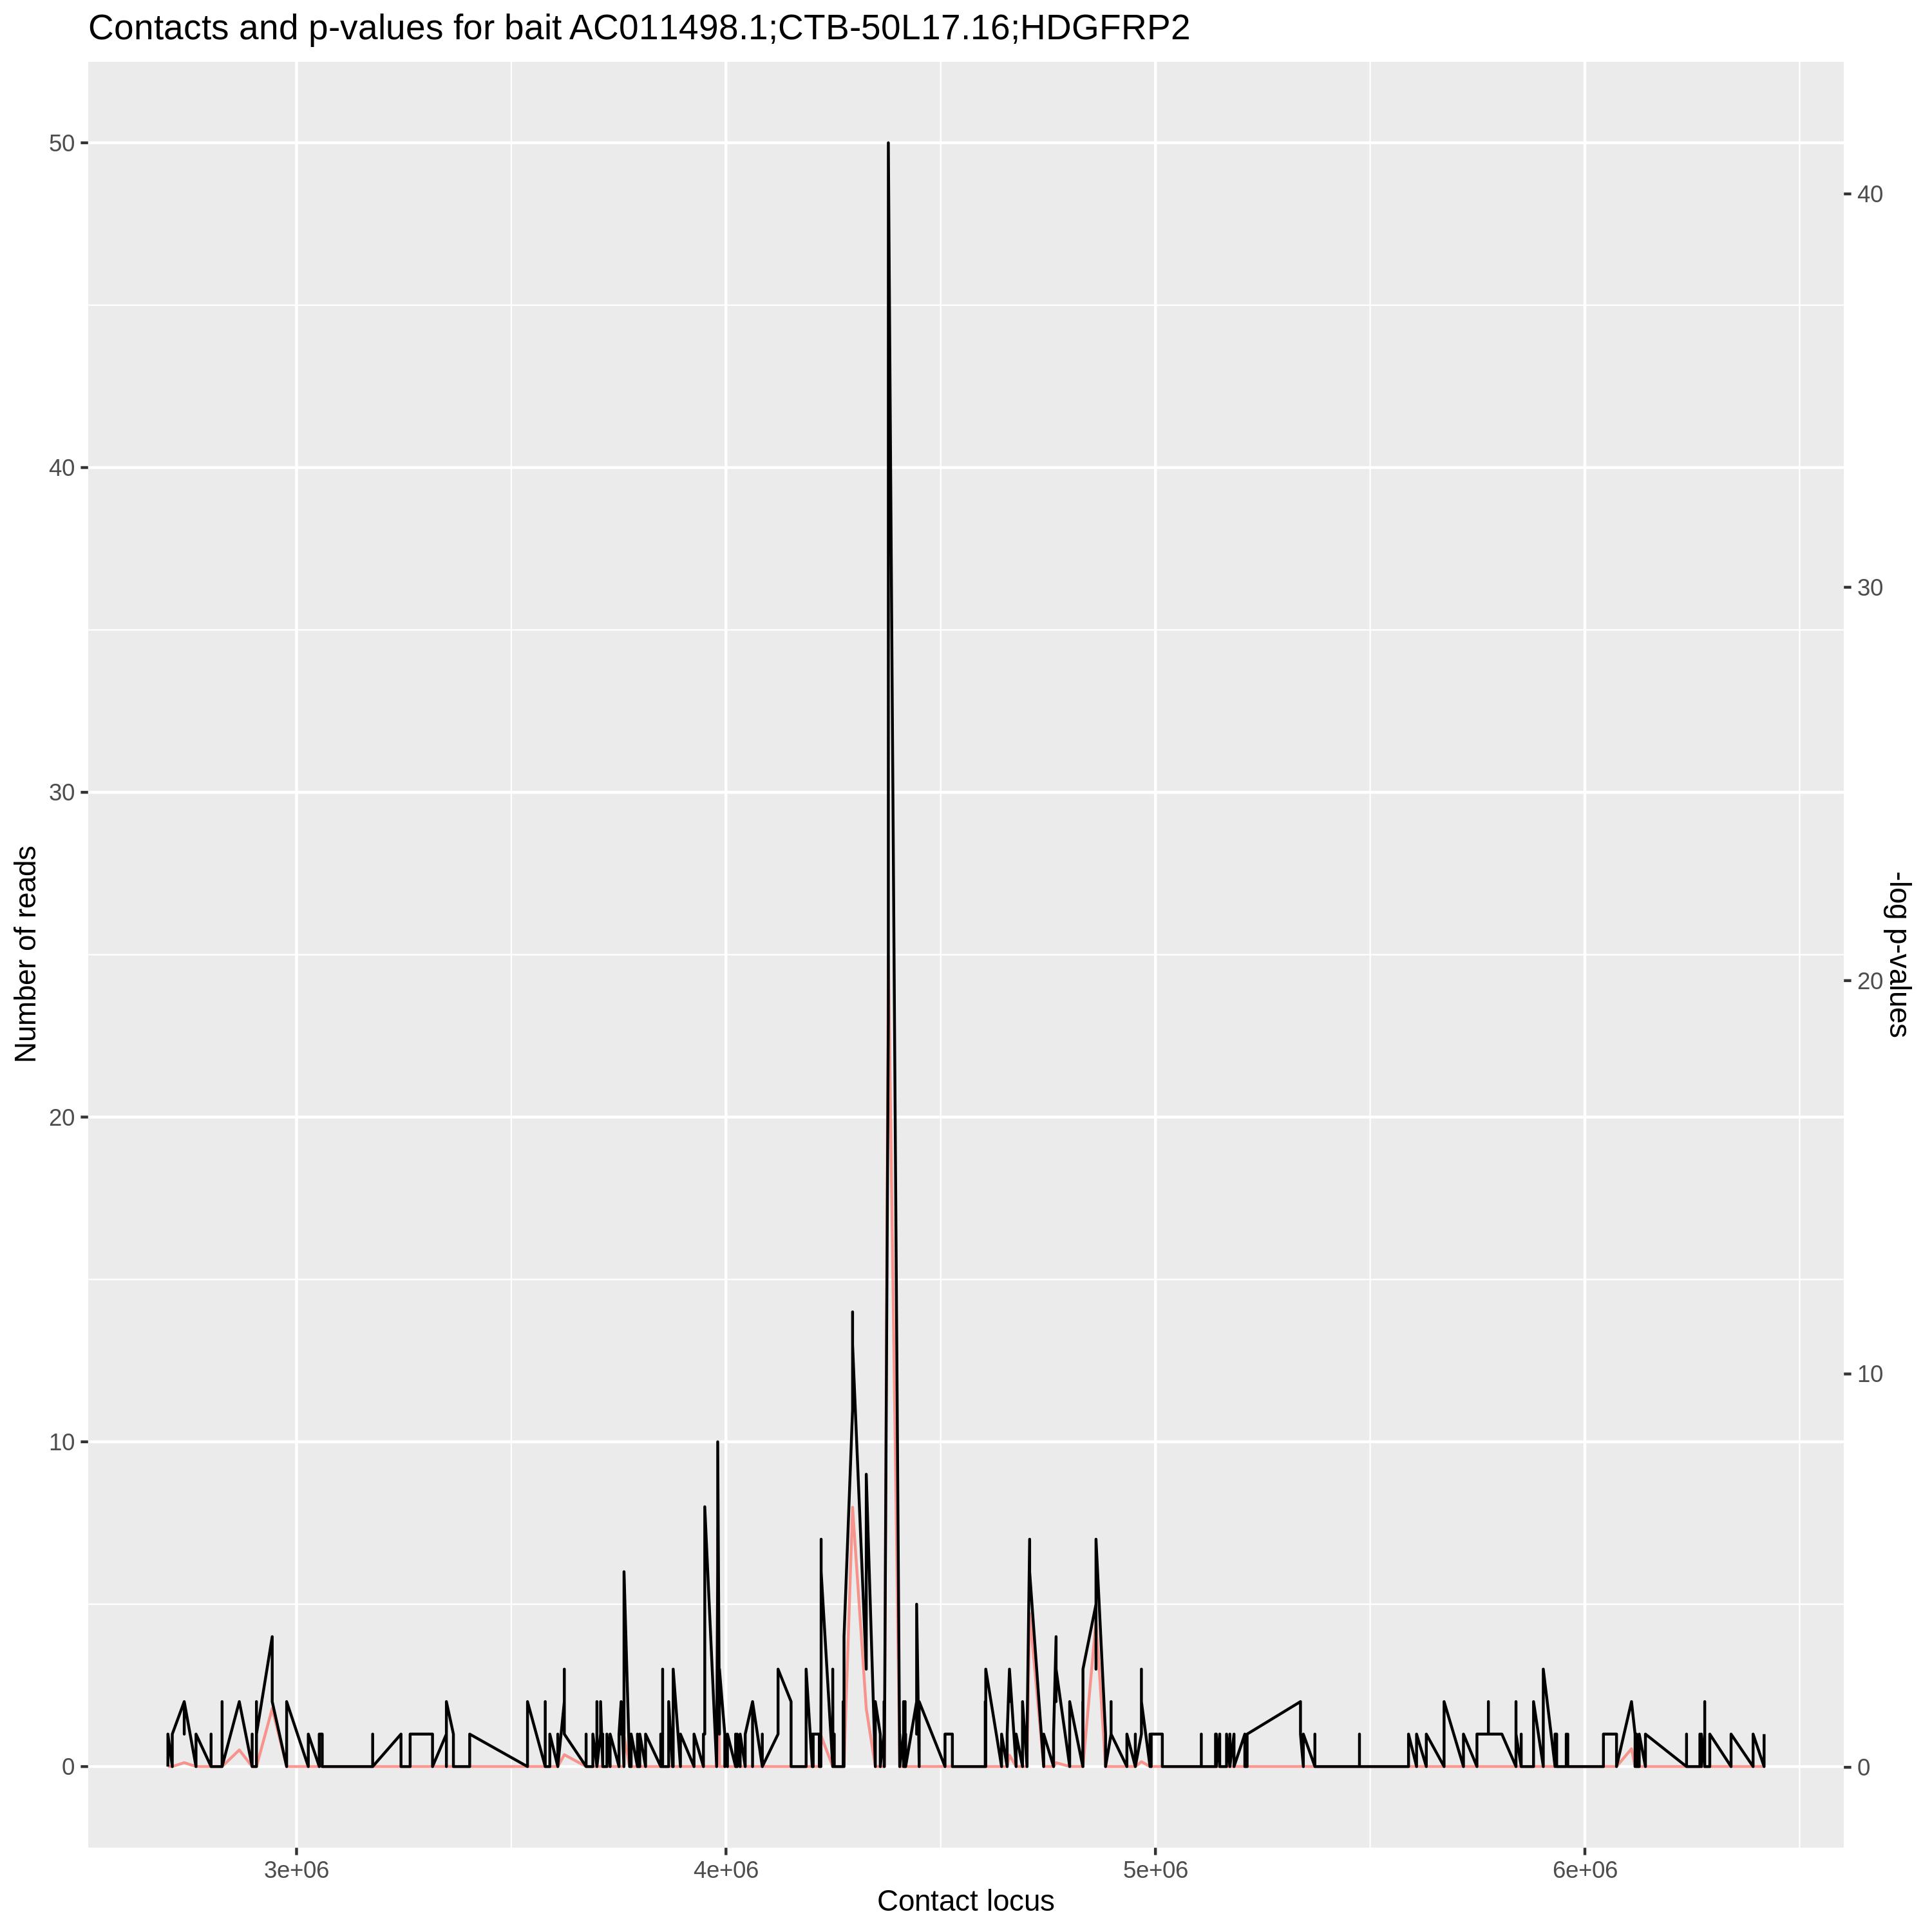 Contacts and p-values for bait AC011498.1;CTB-50L17.16;HDGFRP2
50
40
30
20
10
0
Number of reads
40
30
20
10
0
-log p-values
3e+06
4e+06
5e+06
6e+06
Contact locus